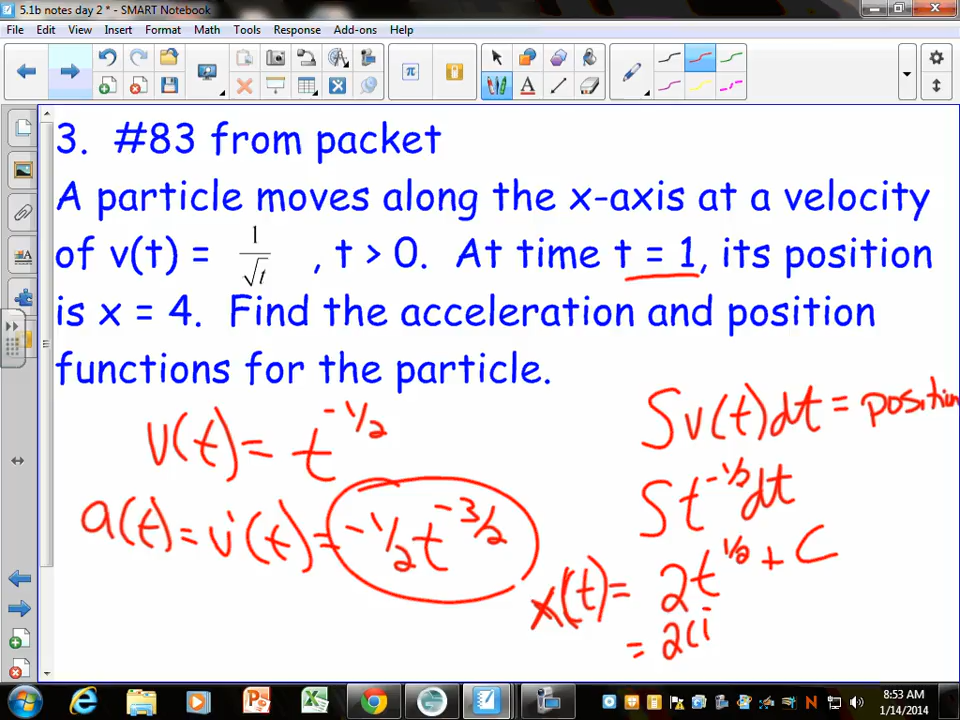 5.1b notes day 2 * - SMART Notebook
File Edit View Insert Format Math Tools Response Add-ons Help
3. #83 from packet
A particle moves along the x-axis at a velocity
of v(t) = 1/√t , t > 0. At time t = 1, its position
is x = 4. Find the acceleration and position
functions for the particle.
v(t) = t^-1/2
a(t) = v'(t) = -1/2 t^-3/2
∫v(t)dt = position
∫t^-1/2 dt
x(t) = 2t^1/2 + C
= 2(1
8:53 AM
1/14/2014